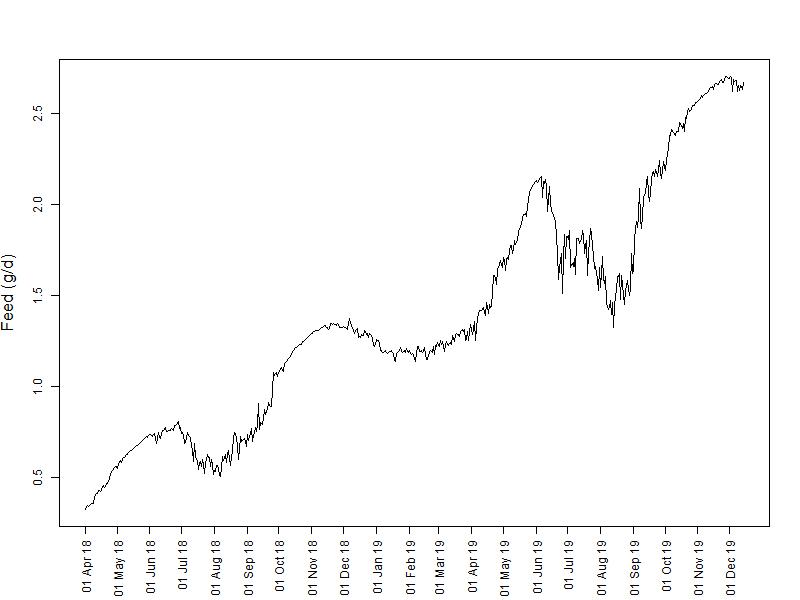 Feed (g/d)
2.5
2.0
1.5
1.0
0.5
01 Apr 18
01 May 18
01 Jun 18
01 Jul 18
01 Aug 18
01 Sep 18
01 Oct 18
01 Nov 18
01 Dec 18
01 Jan 19
01 Feb 19
01 Mar 19
01 Apr 19
01 May 19
01 Jun 19
01 Jul 19
01 Aug 19
01 Sep 19
01 Oct 19
01 Nov 19
01 Dec 19